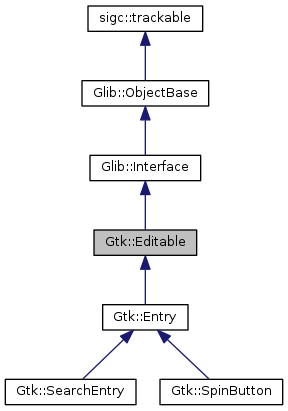 sigc::trackable
Glib::ObjectBase
Glib::Interface
Gtk::Editable
Gtk::Entry
Gtk::SearchEntry
Gtk::SpinButton